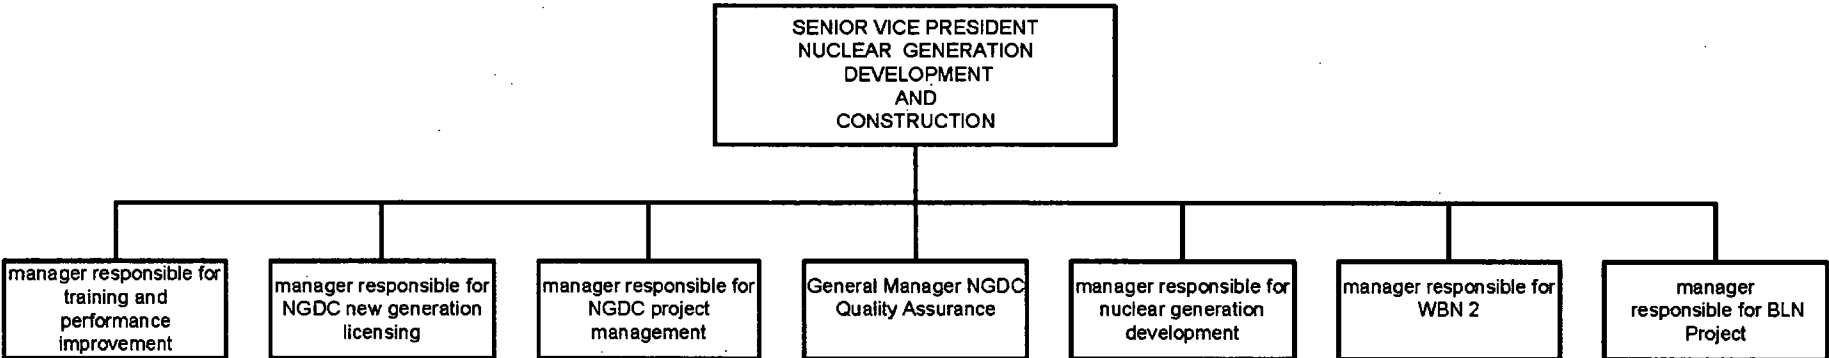 SENIOR VICE PRESIDENT
NUCLEAR GENERATION
DEVELOPMENT
AND
CONSTRUCTION
manager responsible for
training and
performance
improvement
manager responsible for
NGDC new generation
licensing
manager responsible for
NGDC project
management
General Manager NGDC
Quality Assurance
manager responsible for
nuclear generation
development
manager responsible for
WBN 2
manager
responsible for BLN
Project